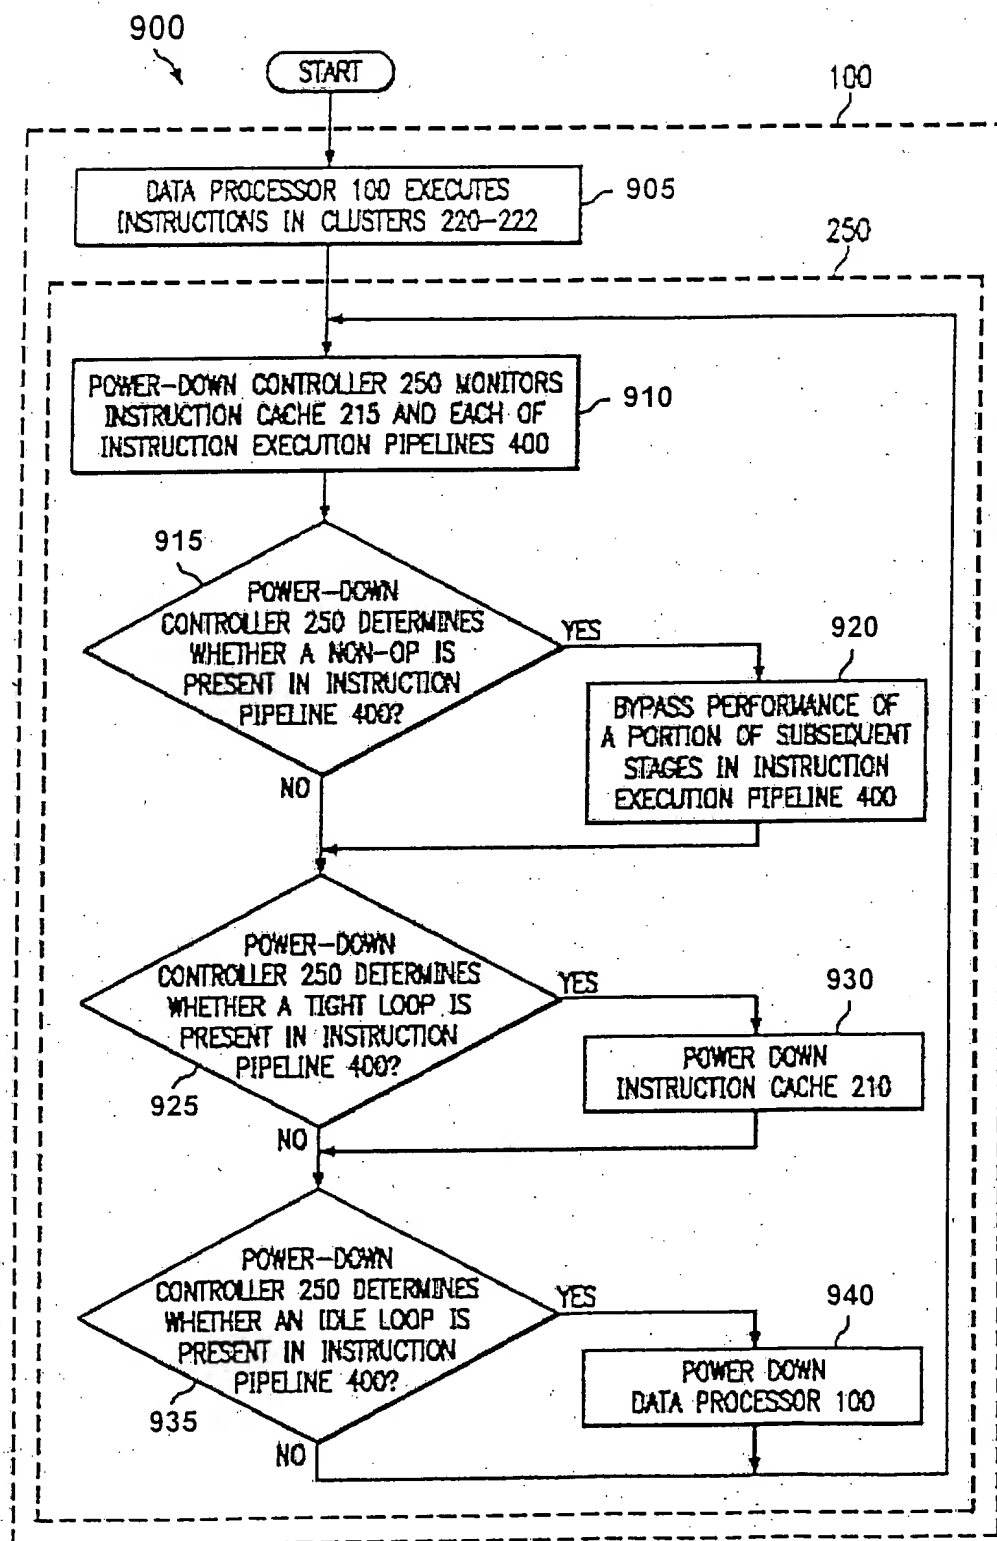 900
START
100
DATA PROCESSOR 100 EXECUTES
INSTRUCTIONS IN CLUSTERS 220-222
905
250
POWER-DOWN CONTROLLER 250 MONITORS
INSTRUCTION CACHE 215 AND EACH OF
INSTRUCTION EXECUTION PIPELINES 400
910
915
POWER-DOWN
CONTROLLER 250 DETERMINES
WHETHER A NON-OP IS
PRESENT IN INSTRUCTION
PIPELINE 400?
YES
NO
920
BYPASS PERFORMANCE OF
A PORTION OF SUBSEQUENT
STAGES IN INSTRUCTION
EXECUTION PIPELINE 400
POWER-DOWN
CONTROLLER 250 DETERMINES
WHETHER A TIGHT LOOP IS
PRESENT IN INSTRUCTION
PIPELINE 400?
925
YES
NO
930
POWER DOWN
INSTRUCTION CACHE 210
POWER-DOWN
CONTROLLER 250 DETERMINES
WHETHER AN IDLE LOOP IS
PRESENT IN INSTRUCTION
PIPELINE 400?
935
YES
NO
940
POWER DOWN
DATA PROCESSOR 100